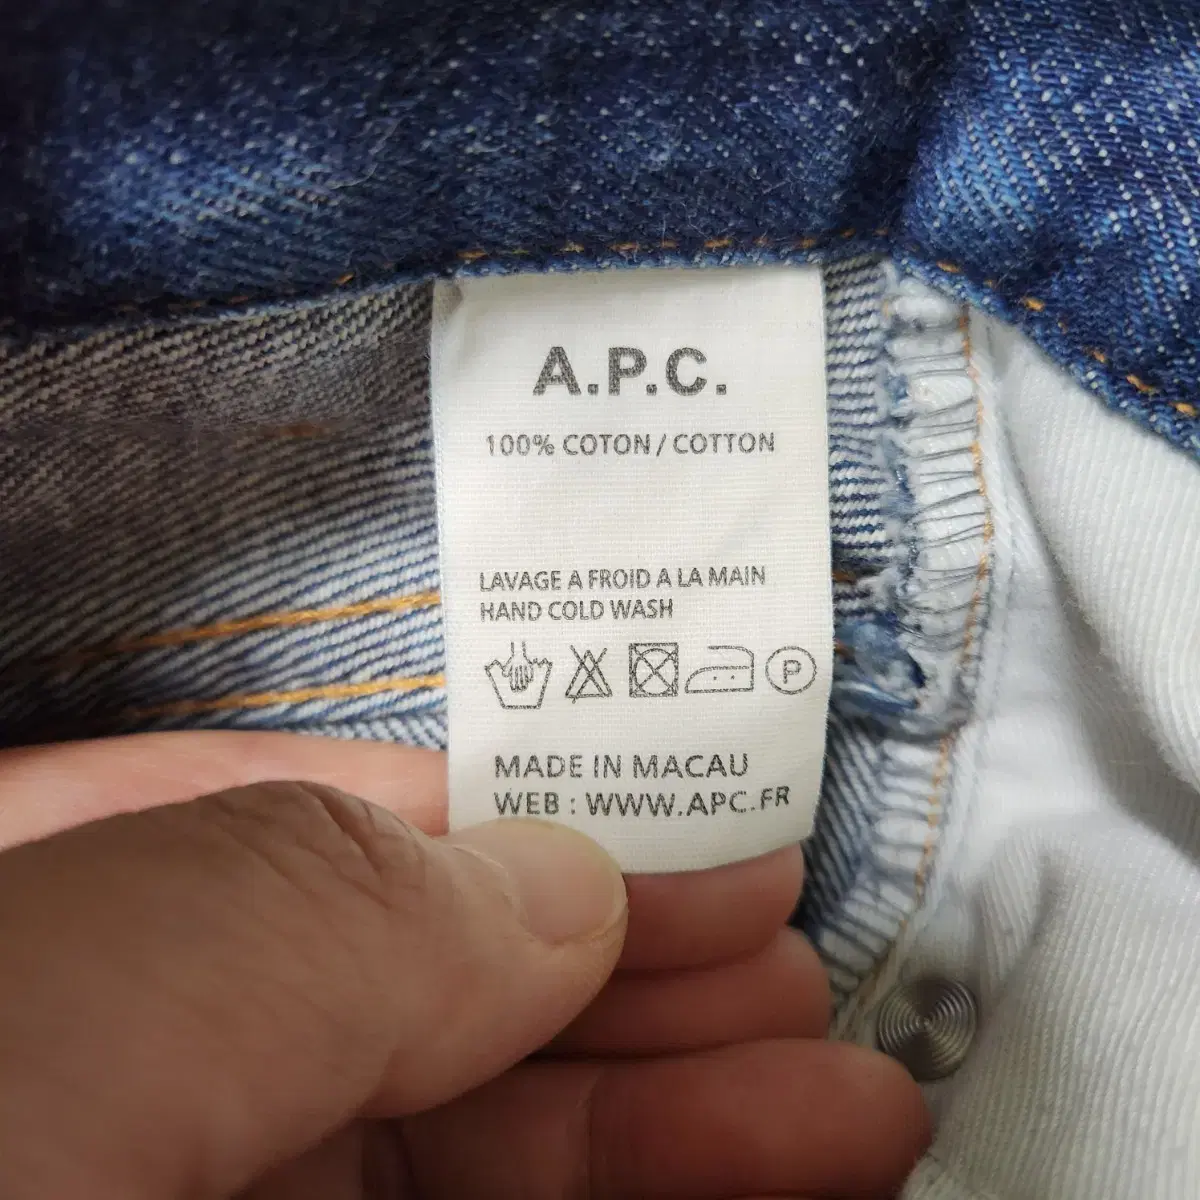 A.P.C.
100% COTON / COTTON
LAVAGE A FROID A LA MAIN
HAND COLD WASH
P
MADE IN MACAU
WEB : WWW.APC.FR